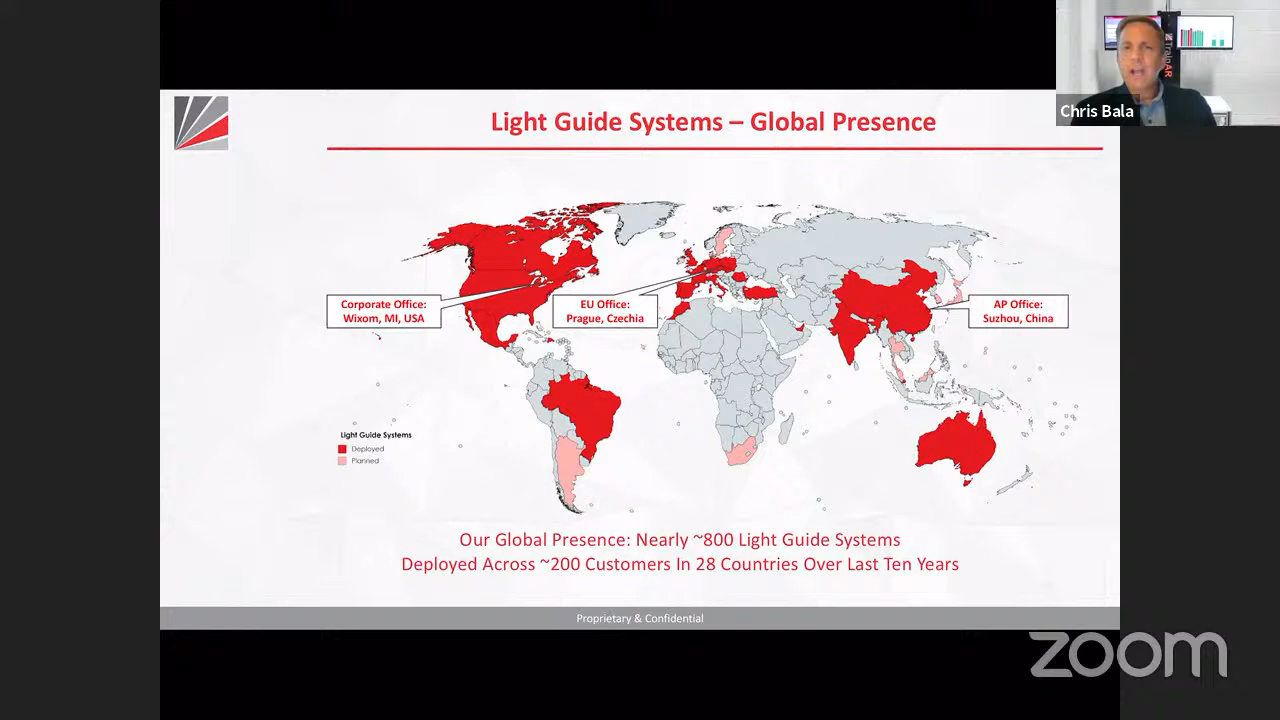 Light Guide Systems – Global Presence
TrainAR
Chris Bala
Corporate Office:
Wixom, MI, USA
EU Office:
Prague, Czechia
AP Office:
Suzhou, China
Light Guide Systems
Deployed
Planned
Our Global Presence: Nearly ~800 Light Guide Systems
Deployed Across ~200 Customers In 28 Countries Over Last Ten Years
Proprietary & Confidential
zoom